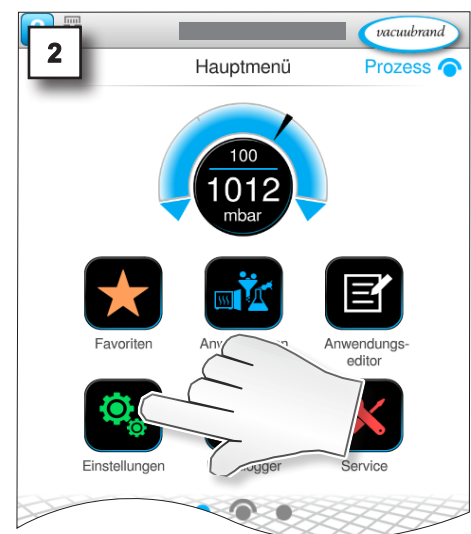 2
vacuubrand
Hauptmenü
Prozess
100
1012
mbar
Favoriten
Anwendungs-
editor
Einstellungen
Service